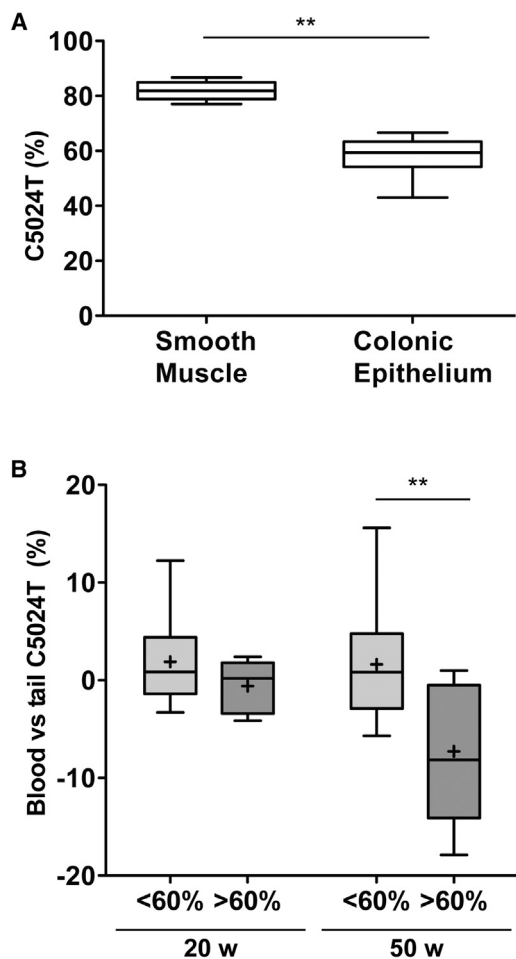 A
**
C5024T (%)
100
80
60
40
20
0
Smooth
Muscle
Colonic
Epithelium
B
**
Blood vs tail C5024T (%)
20
10
0
-10
-20
<60% >60% <60% >60%
20 w 50 w